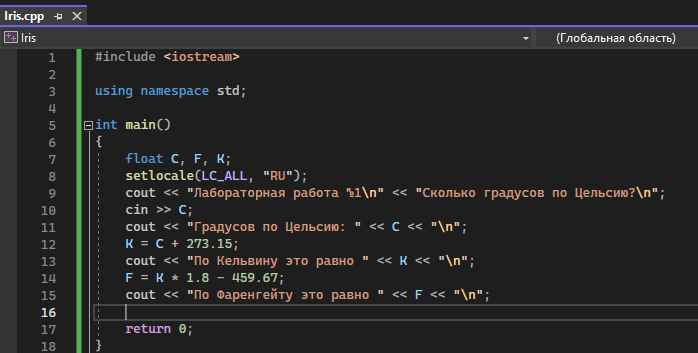 Iris.cpp
Iris (Глобальная область)
1 #include <iostream>
2
3 using namespace std;
4
5 int main()
6 {
7 float C, F, K;
8 setlocale(LC_ALL, "RU");
9 cout << "Лабораторная работа %1\n" << "Сколько градусов по Цельсию?\n";
10 cin >> C;
11 cout << "Градусов по Цельсию: " << C << "\n";
12 K = C + 273.15;
13 cout << "По Кельвину это равно " << K << "\n";
14 F = K * 1.8 - 459.67;
15 cout << "По Фаренгейту это равно " << F << "\n";
16
17 return 0;
18 }